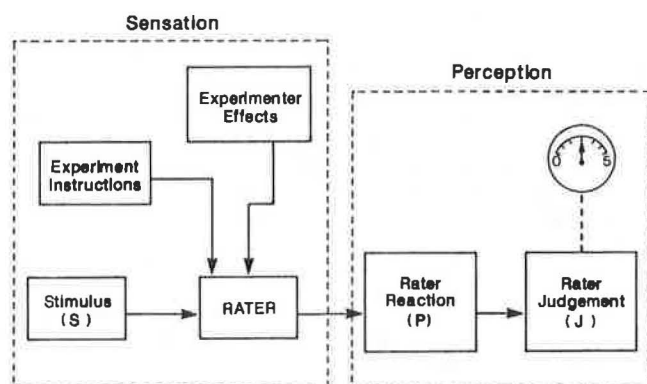 Sensation
Perception
Experimenter
Effects
Experiment
Instructions
0
5
Stimulus
(S)
RATER
Rater
Reaction
(P)
Rater
Judgement
(J)